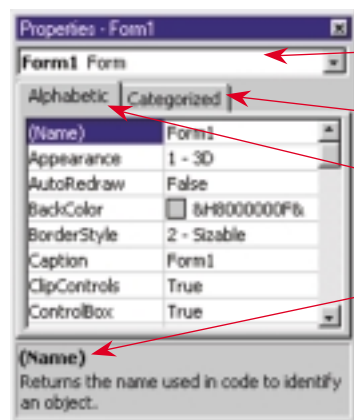 Properties - Form1
Form1 Form
Alphabetic Categorized
(Name) Form1
Appearance 1 - 3D
AutoRedraw False
BackColor &H8000000F&
BorderStyle 2 - Sizable
Caption Form1
ClipControls True
ControlBox True
(Name)
Returns the name used in code to identify
an object.